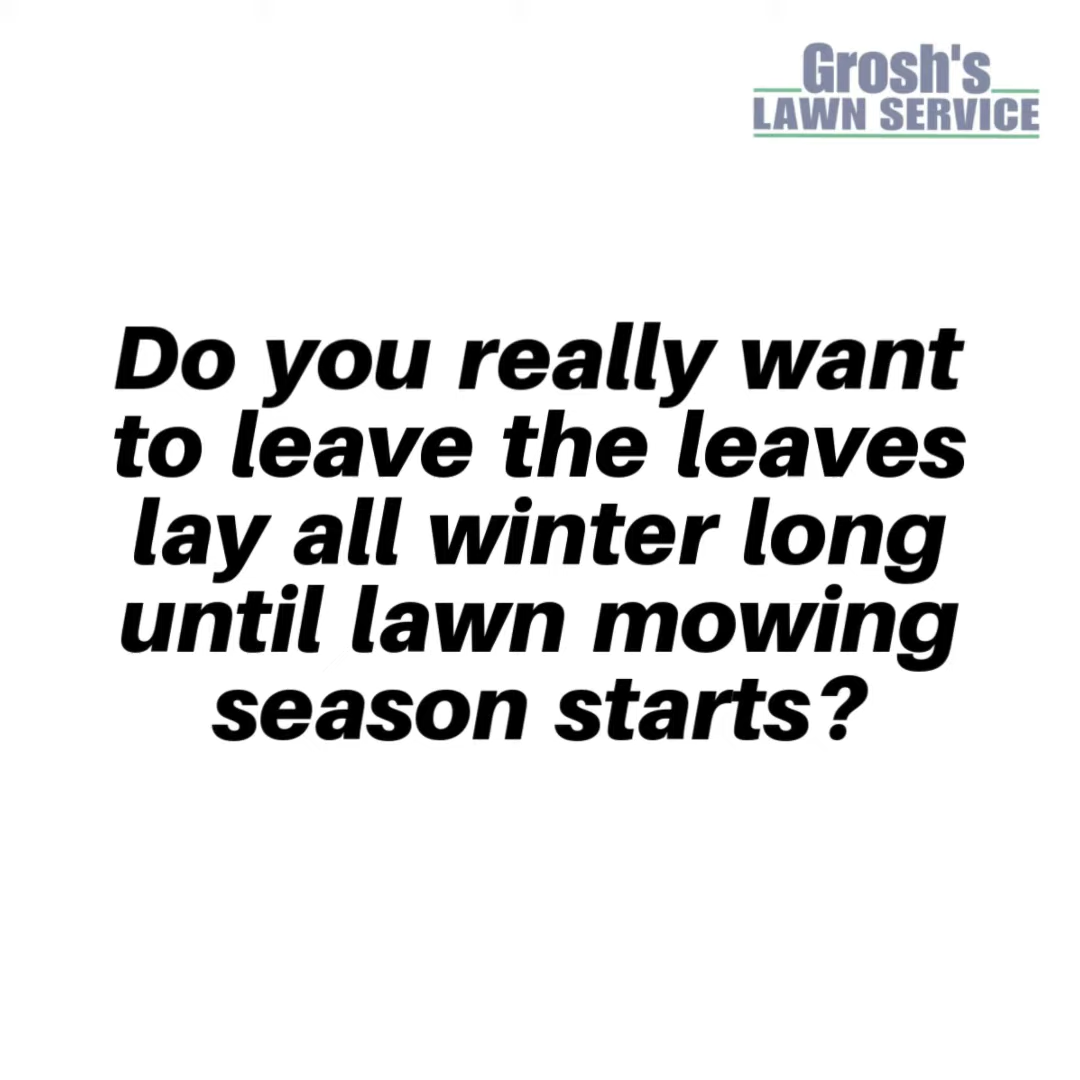 Grosh's
LAWN SERVICE
Do you really want
to leave the leaves
lay all winter long
until lawn mowing
season starts?